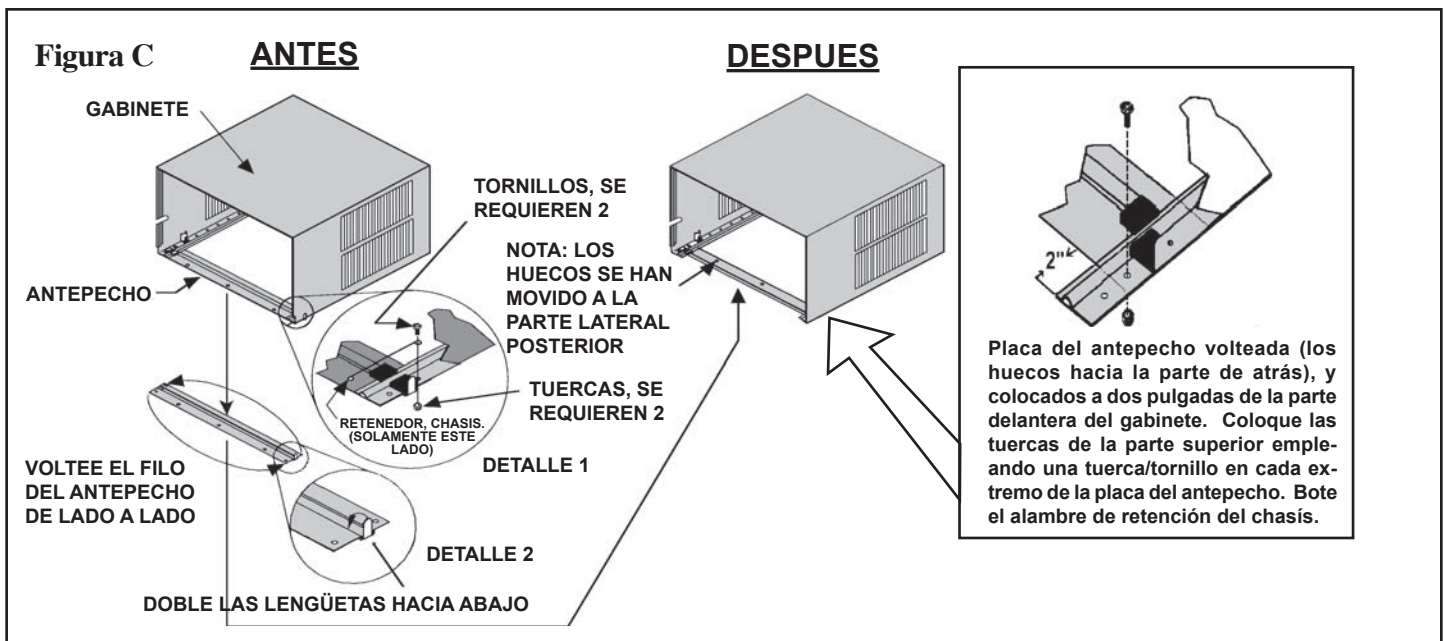 Figura C
ANTES
DESPUES
GABINETE
TORNILLOS, SE
REQUIEREN 2
NOTA: LOS
HUECOS SE HAN
MOVIDO A LA
PARTE LATERAL
POSTERIOR
ANTEPECHO
TUERCAS, SE
REQUIEREN 2
RETENEDOR, CHASIS.
(SOLAMENTE ESTE
LADO)
DETALLE 1
VOLTEE EL FILO
DEL ANTEPECHO
DE LADO A LADO
DETALLE 2
DOBLE LAS LENGÜETAS HACIA ABAJO
2"
Placa del antepecho volteada (los
huecos hacia la parte de atrás), y
colocados a dos pulgadas de la parte
delantera del gabinete. Coloque las
tuercas de la parte superior emple-
ando una tuerca/tornillo en cada ex-
tremo de la placa del antepecho. Bote
el alambre de retención del chasís.